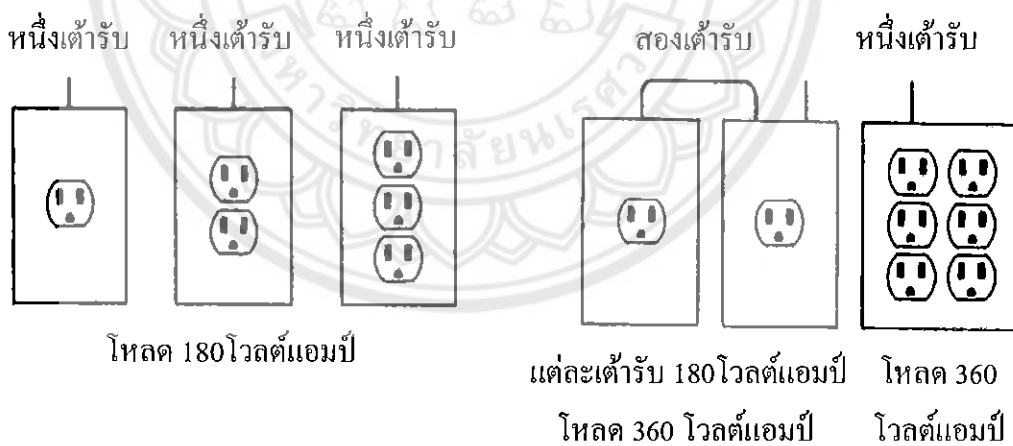 หนึ่งเต้ารับ หนึ่งเต้ารับ หนึ่งเต้ารับ สองเต้ารับ หนึ่งเต้ารับ
โหลด 180โวลต์แอมป์
แต่ละเต้ารับ 180โวลต์แอมป์ โหลด 360
โหลด 360 โวลต์แอมป์ โวลต์แอมป์